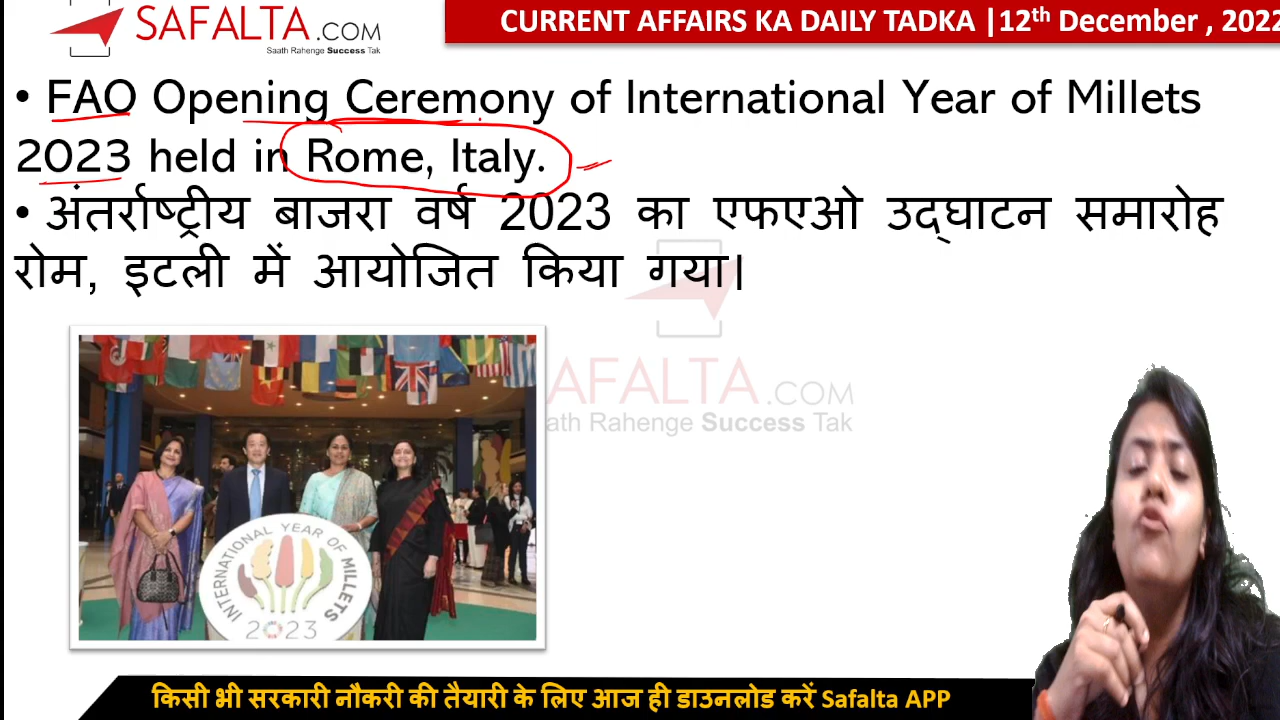 SAFALTA.COM
Saath Rahenge Success Tak
CURRENT AFFAIRS KA DAILY TADKA |12th December , 2022
• FAO Opening Ceremony of International Year of Millets
2023 held in Rome, Italy.
• अंतर्राष्ट्रीय बाजरा वर्ष 2023 का एफएओ उद्घाटन समारोह
रोम, इटली में आयोजित किया गया।
AFALTA.COM
ath Rahenge Success Tak
INTERNATIONAL YEAR OF MILLETS
2023
किसी भी सरकारी नौकरी की तैयारी के लिए आज ही डाउनलोड करें Safalta APP